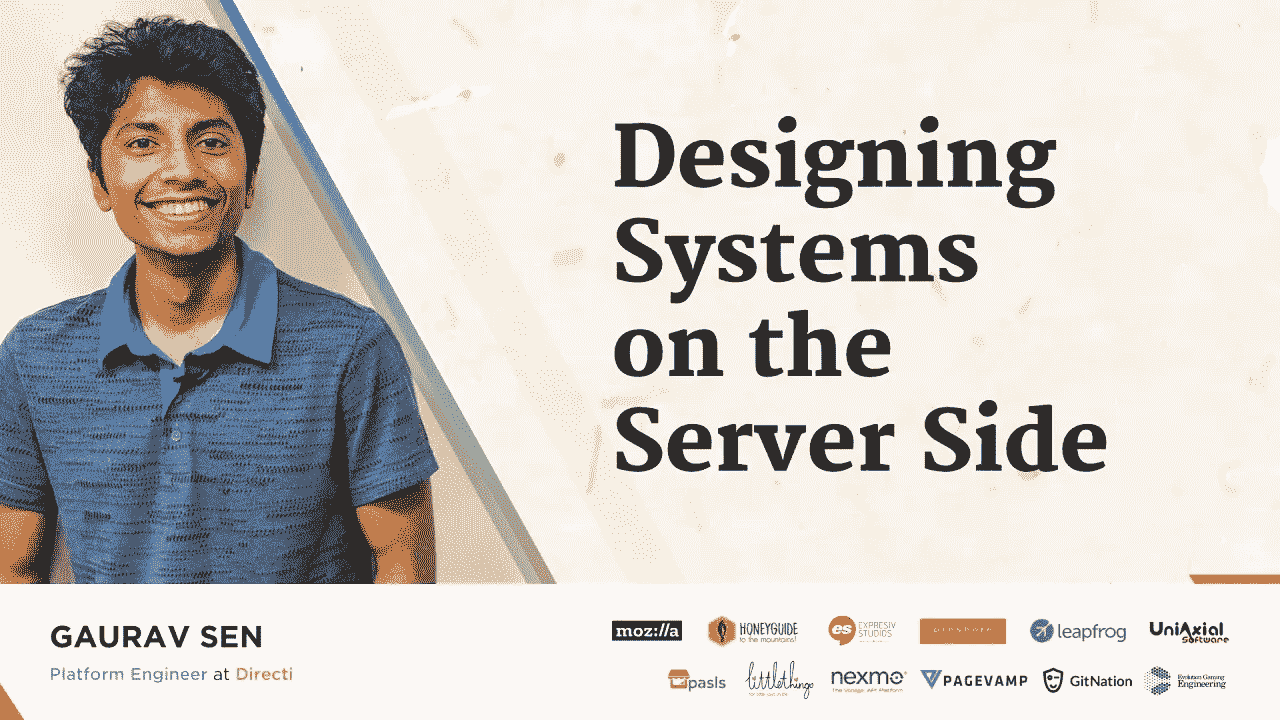 Designing
Systems
on the
Server Side
GAURAV SEN
Platform Engineer at Directi
moz://a
HONEYGUIDE
to the mountains!
es EXPRESIV
STUDIOS
leapfrog
UniAxial
Software
pasls
littlethings
nexmo
The Vonage API Platform
PAGEVAMP
GitNation
Evolution Gaming
Engineering